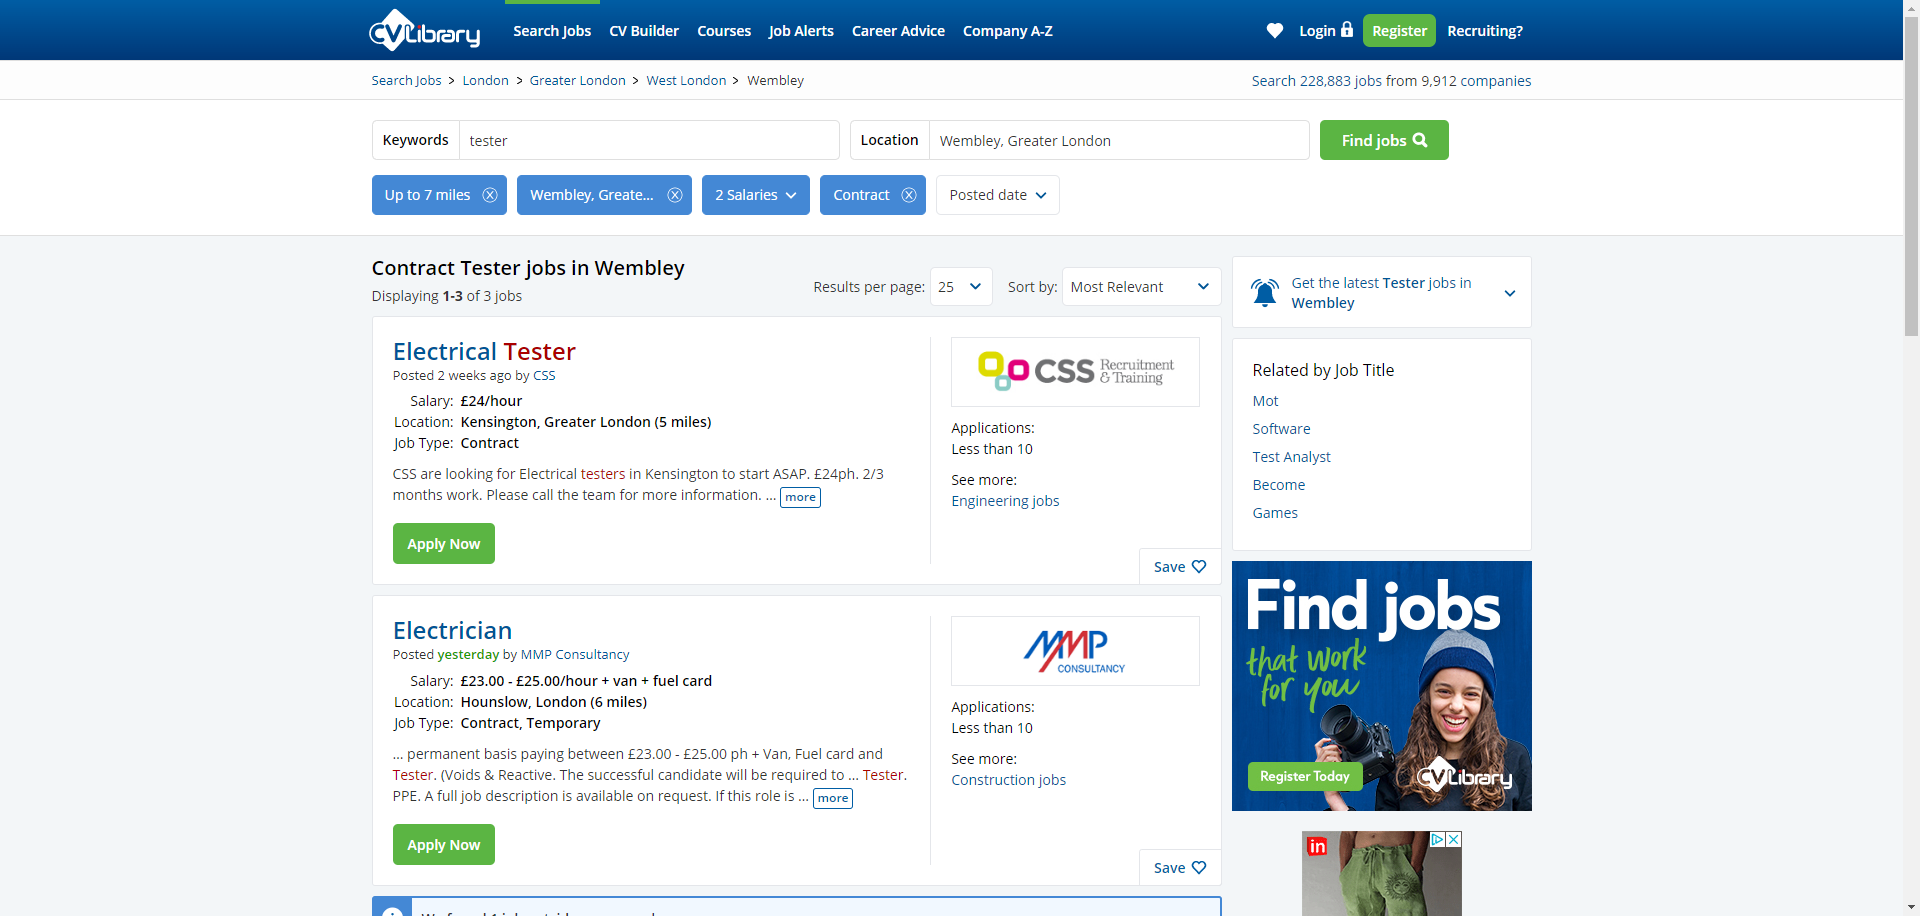 CV Library
Search Jobs
CV Builder
Courses
Job Alerts
Career Advice
Company A-Z
Login
Register
Recruiting?
Search Jobs > London > Greater London > West London > Wembley
Search 228,883 jobs from 9,912 companies
Keywords
tester
Location
Wembley, Greater London
Find jobs
Up to 7 miles
Wembley, Greate...
2 Salaries
Contract
Posted date
Contract Tester jobs in Wembley
Displaying 1-3 of 3 jobs
Results per page: 25
Sort by: Most Relevant
Electrical Tester
Posted 2 weeks ago by CSS
Salary: £24/hour
Location: Kensington, Greater London (5 miles)
Job Type: Contract
CSS are looking for Electrical testers in Kensington to start ASAP. £24ph. 2/3
months work. Please call the team for more information. ... more
Apply Now
CSS Recruitment
& Training
Applications:
Less than 10
See more:
Engineering jobs
Save
Electrician
Posted yesterday by MMP Consultancy
Salary: £23.00 - £25.00/hour + van + fuel card
Location: Hounslow, London (6 miles)
Job Type: Contract, Temporary
... permanent basis paying between £23.00 - £25.00 ph + Van, Fuel card and
Tester. (Voids & Reactive. The successful candidate will be required to ... Tester.
PPE. A full job description is available on request. If this role is ... more
Apply Now
MMP
CONSULTANCY
Applications:
Less than 10
See more:
Construction jobs
Save
Get the latest Tester jobs in
Wembley
Related by Job Title
Mot
Software
Test Analyst
Become
Games
Find jobs
that work
for you
Register Today
CV Library
in